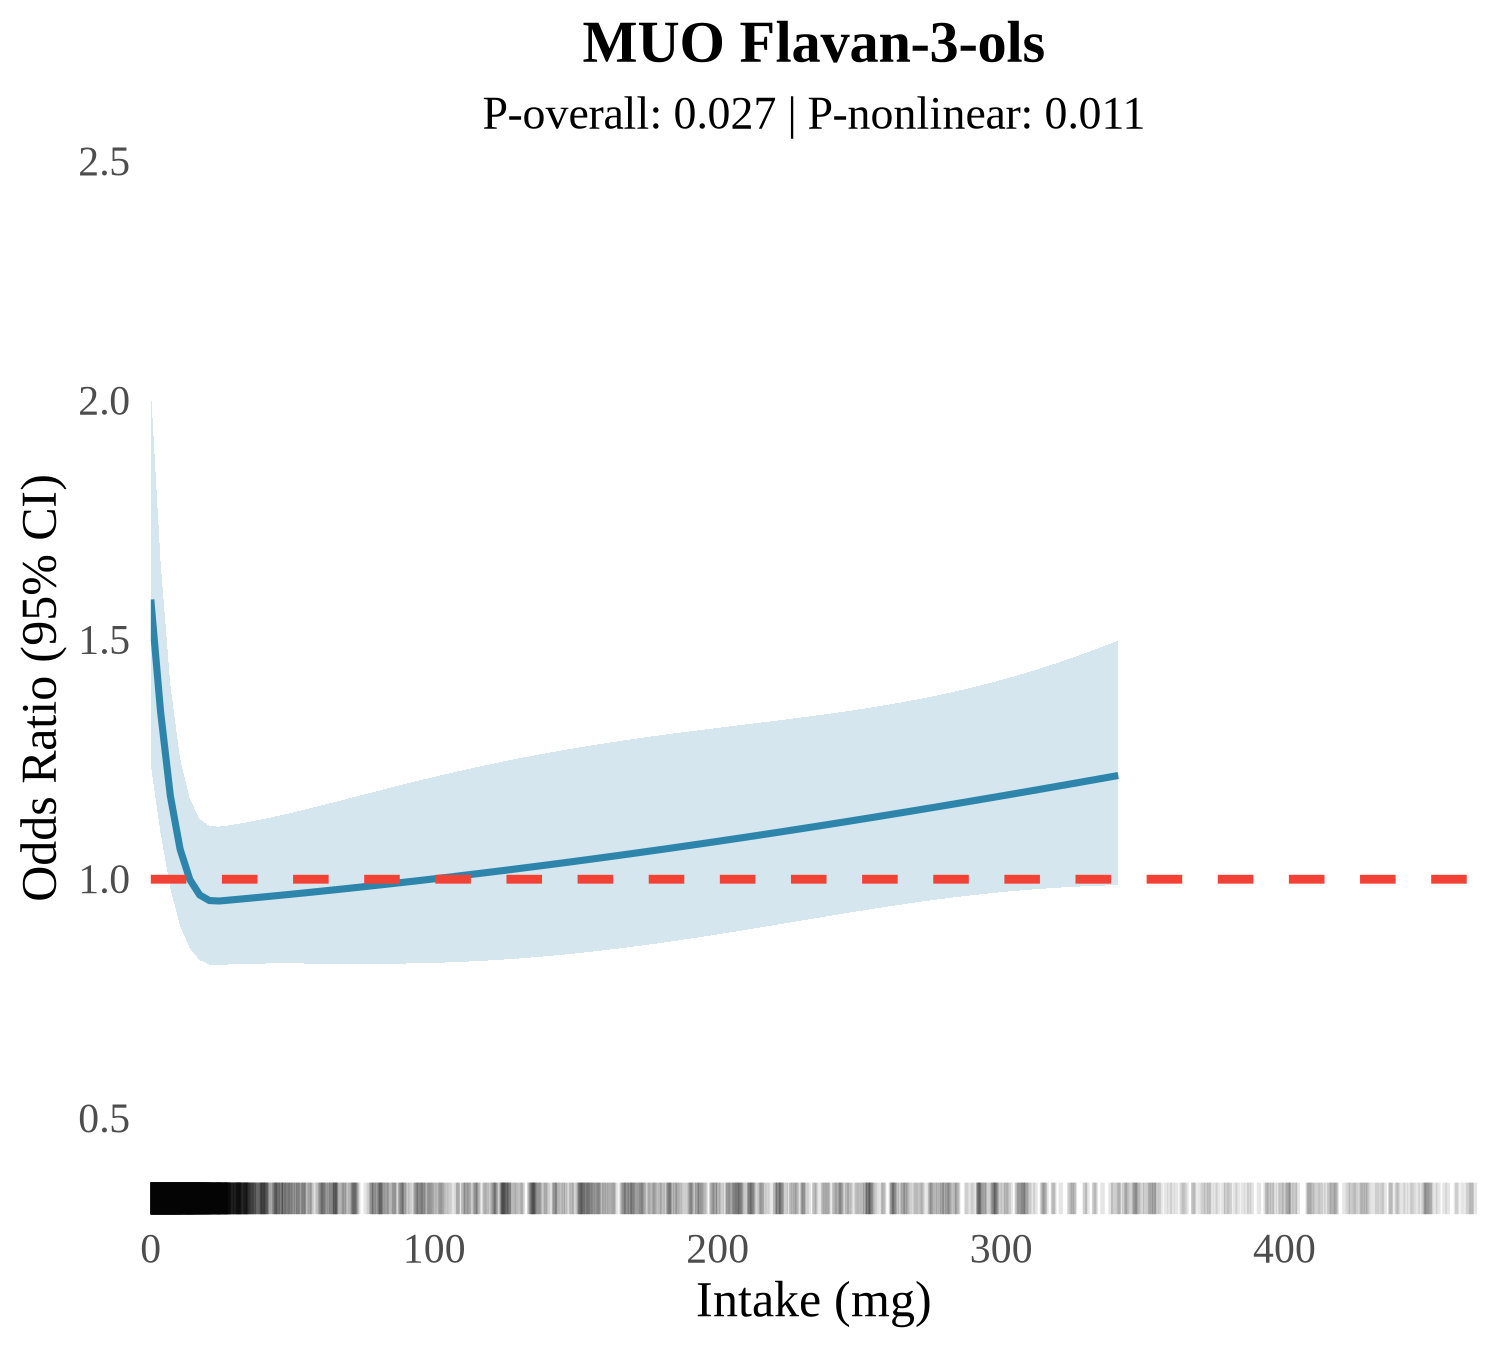 MUO Flavan-3-ols
P-overall: 0.027 | P-nonlinear: 0.011
2.5
2.0
1.5
1.0
0.5
Odds Ratio (95% CI)
0 100 200 300 400
Intake (mg)